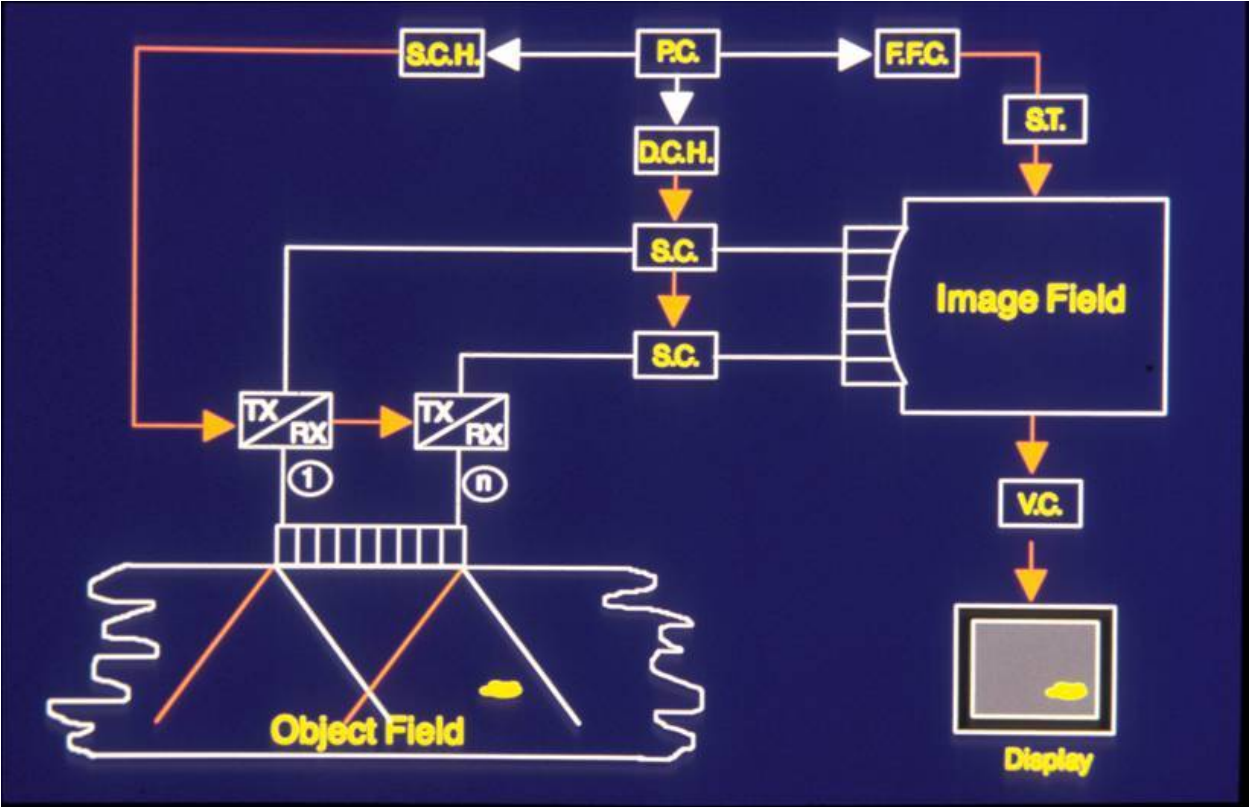 S.C.H.
P.C.
F.F.C.
S.T.
D.C.H.
S.C.
Image Field
S.C.
TX
RX
TX
RX
1
n
V.C.
Object Field
Display